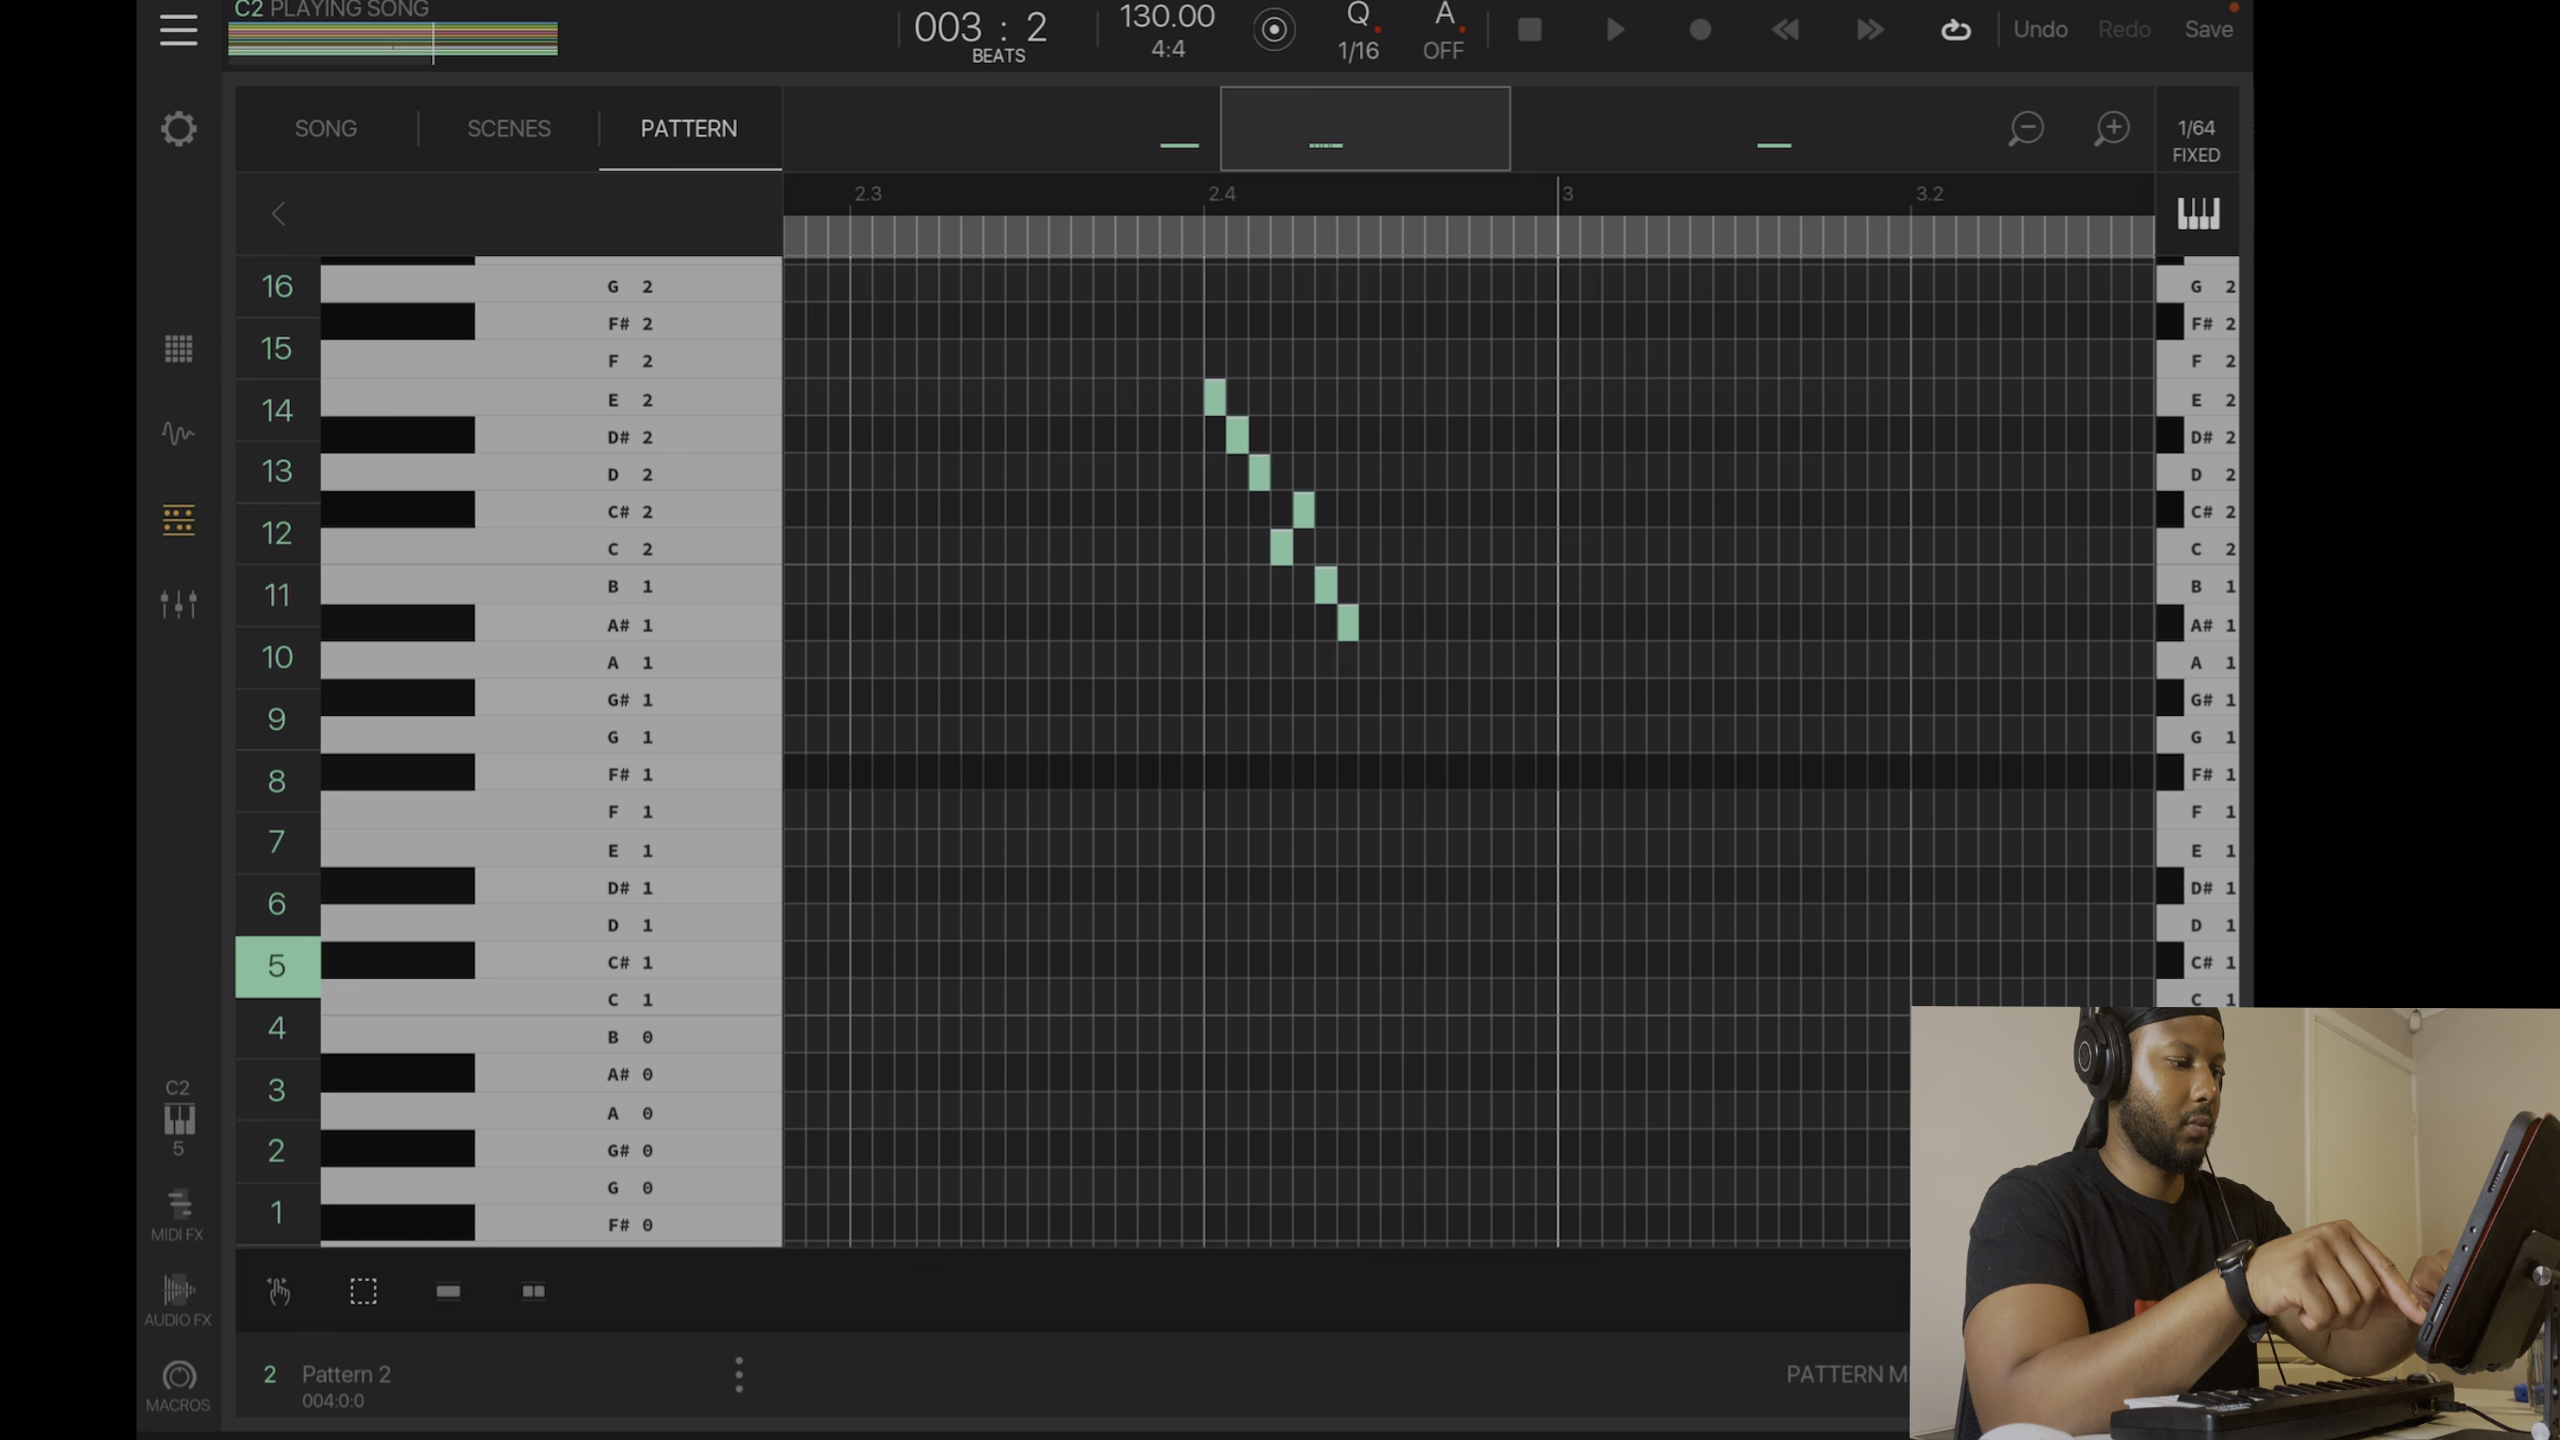 C2 PLAYING SONG
003 : 2
BEATS
130.00
4:4
Q
1/16
A
OFF
Undo
Redo
Save
SONG
SCENES
PATTERN
1/64
FIXED
2.3
2.4
3
3.2
16
15
14
13
12
11
10
9
8
7
6
5
4
3
2
1
G 2
F# 2
F 2
E 2
D# 2
D 2
C# 2
C 2
B 1
A# 1
A 1
G# 1
G 1
F# 1
F 1
E 1
D# 1
D 1
C# 1
C 1
B 0
A# 0
A 0
G# 0
G 0
F# 0
G 2
F# 2
F 2
E 2
D# 2
D 2
C# 2
C 2
B 1
A# 1
A 1
G# 1
G 1
F# 1
F 1
E 1
D# 1
D 1
C# 1
C 1
C2
5
MIDI FX
AUDIO FX
MACROS
2 Pattern 2
004:0:0
PATTERN M